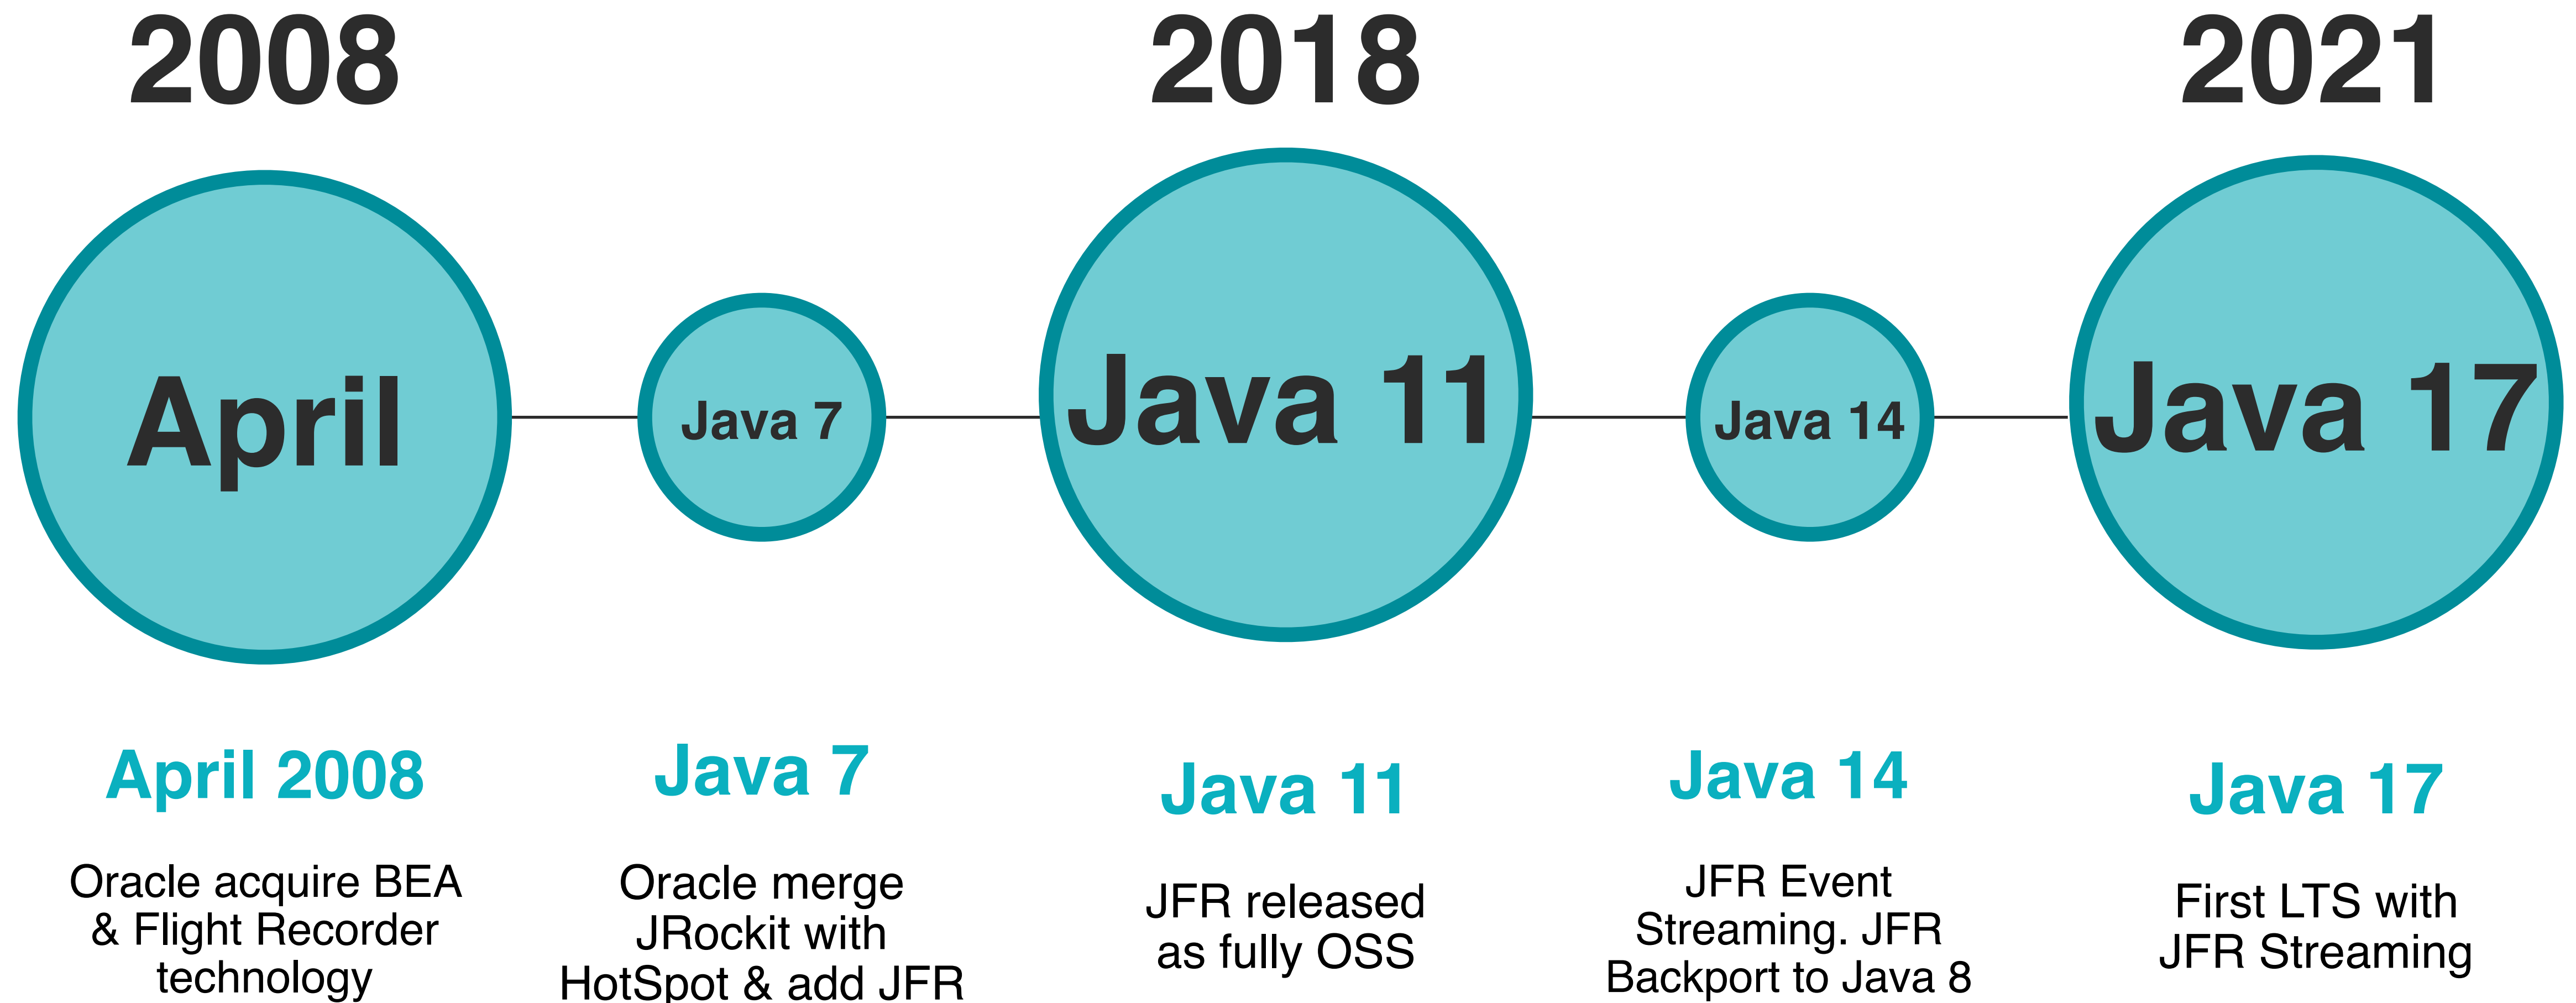 2008
2018
2021
April
Java 7
Java 11
Java 14
Java 17
April 2008
Oracle acquire BEA
& Flight Recorder
technology
Java 7
Oracle merge
JRockit with
HotSpot & add JFR
Java 11
JFR released
as fully OSS
Java 14
JFR Event
Streaming. JFR
Backport to Java 8
Java 17
First LTS with
JFR Streaming